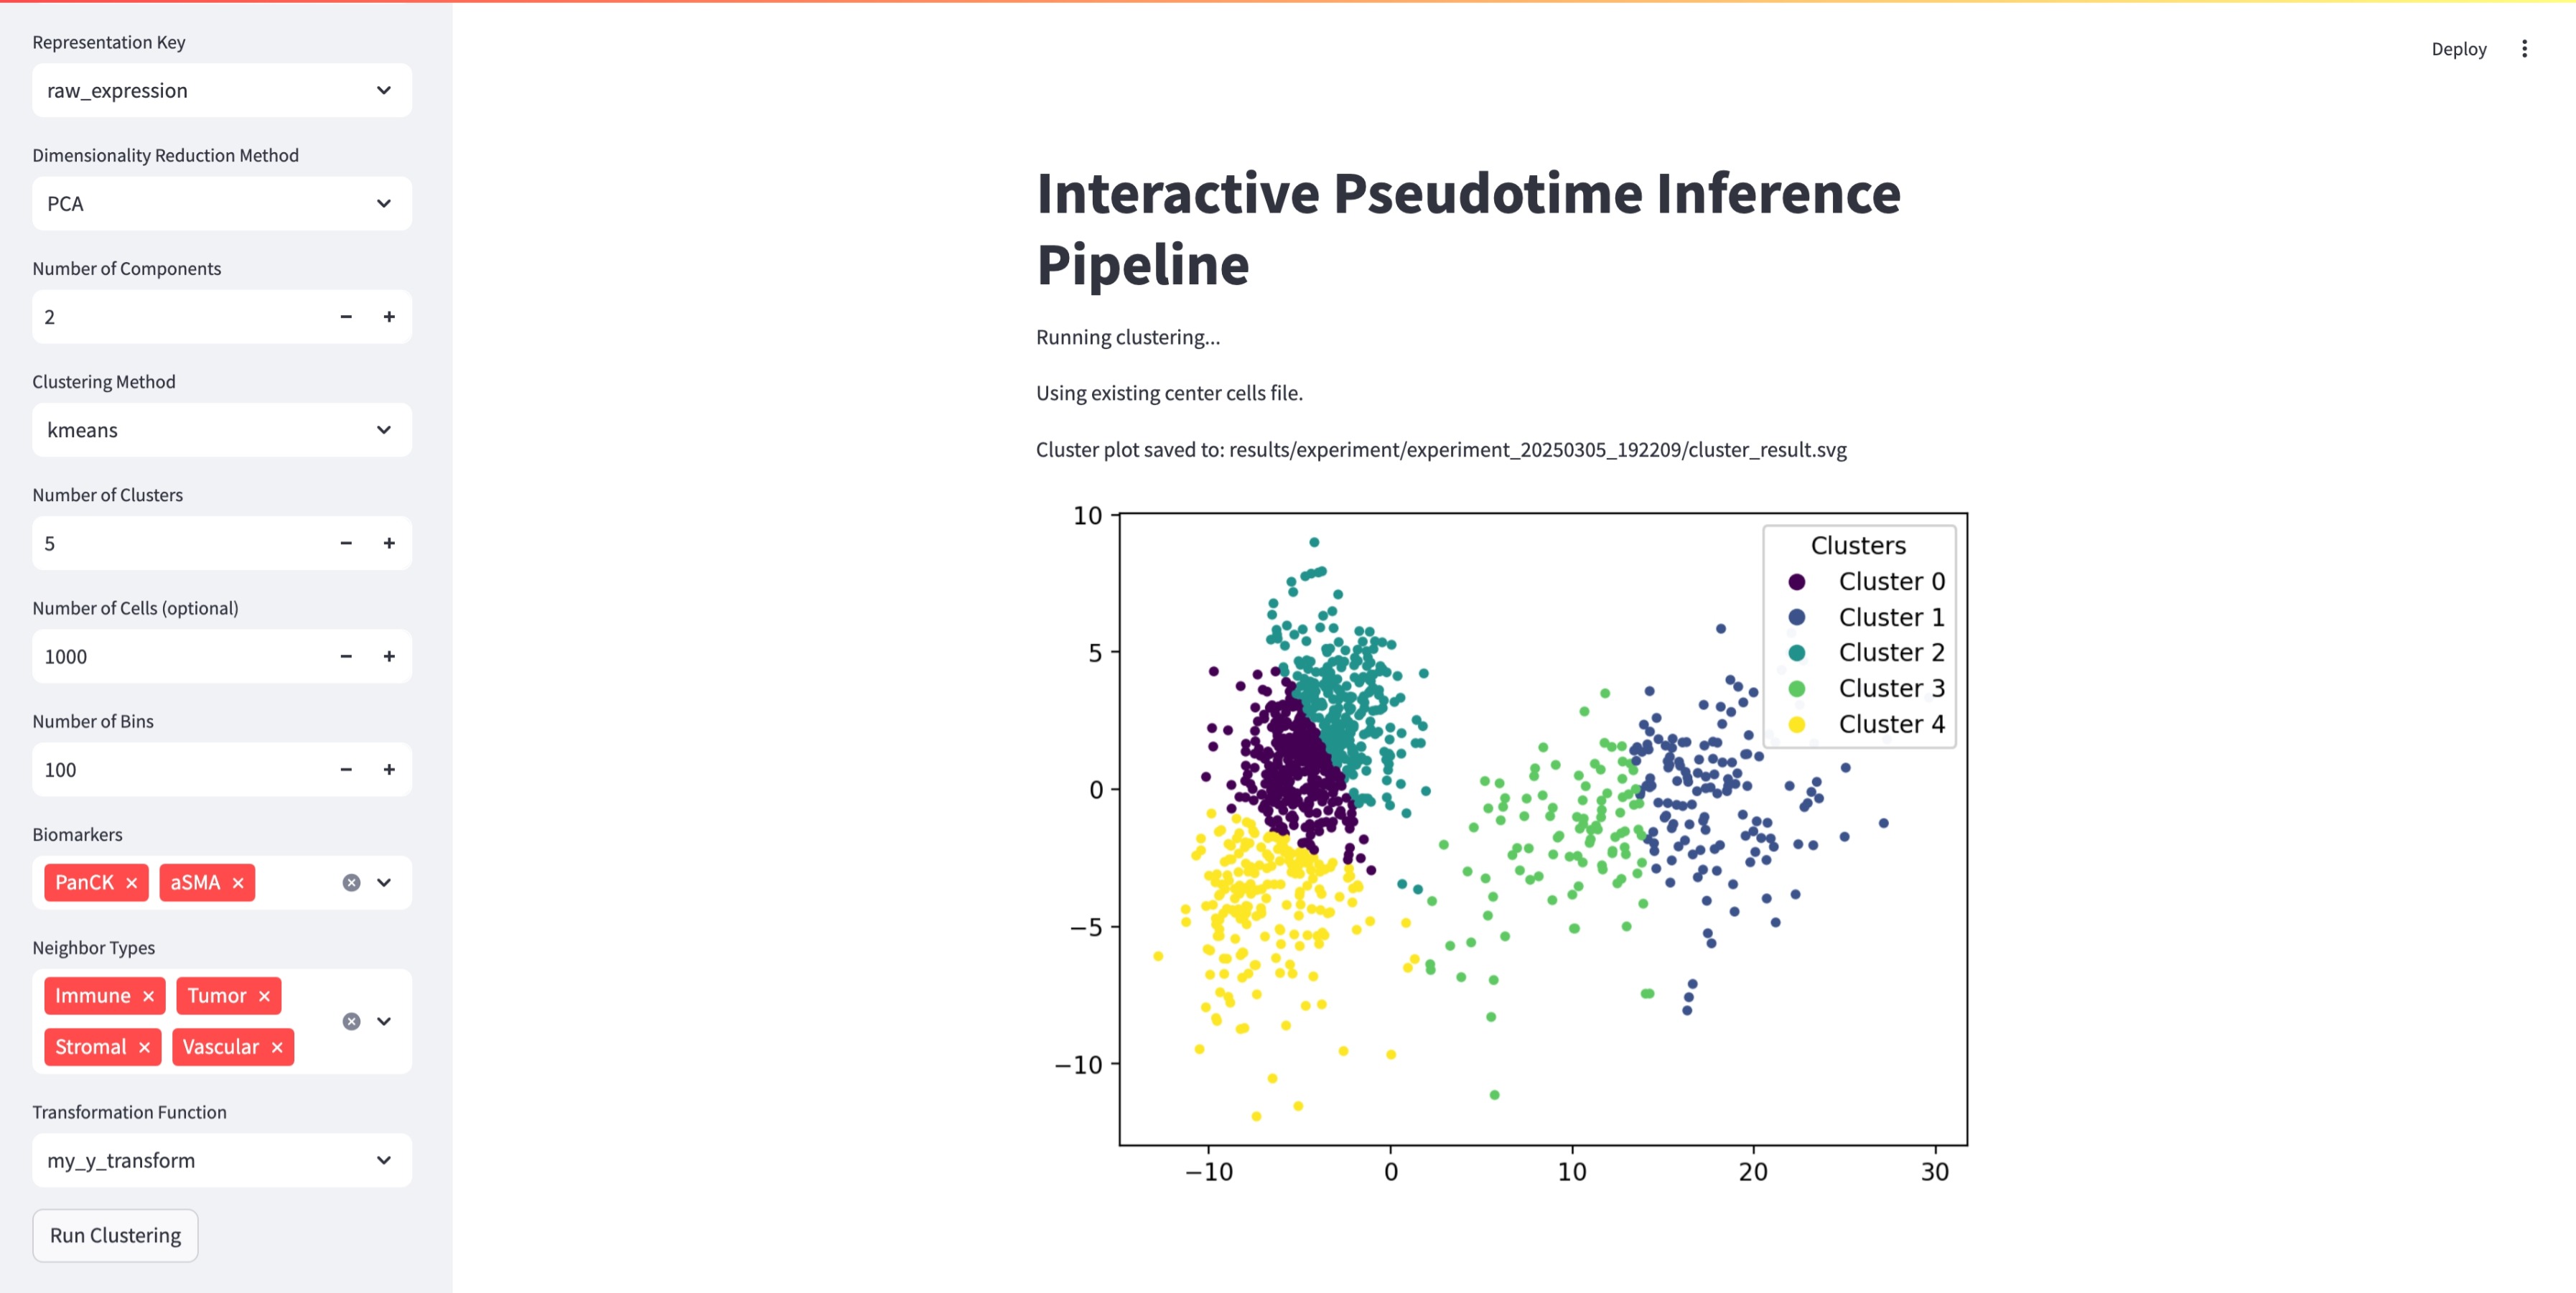 Representation Key
raw_expression
Dimensionality Reduction Method
PCA
Number of Components
2
Clustering Method
kmeans
Number of Clusters
5
Number of Cells (optional)
1000
Number of Bins
100
Biomarkers
PanCK
aSMA
Neighbor Types
Immune
Tumor
Stromal
Vascular
Transformation Function
my_y_transform
Run Clustering
Deploy
Interactive Pseudotime Inference
Pipeline
Running clustering...
Using existing center cells file.
Cluster plot saved to: results/experiment/experiment_20250305_192209/cluster_result.svg
10
5
0
−5
−10
−10
0
10
20
30
Clusters
Cluster 0
Cluster 1
Cluster 2
Cluster 3
Cluster 4